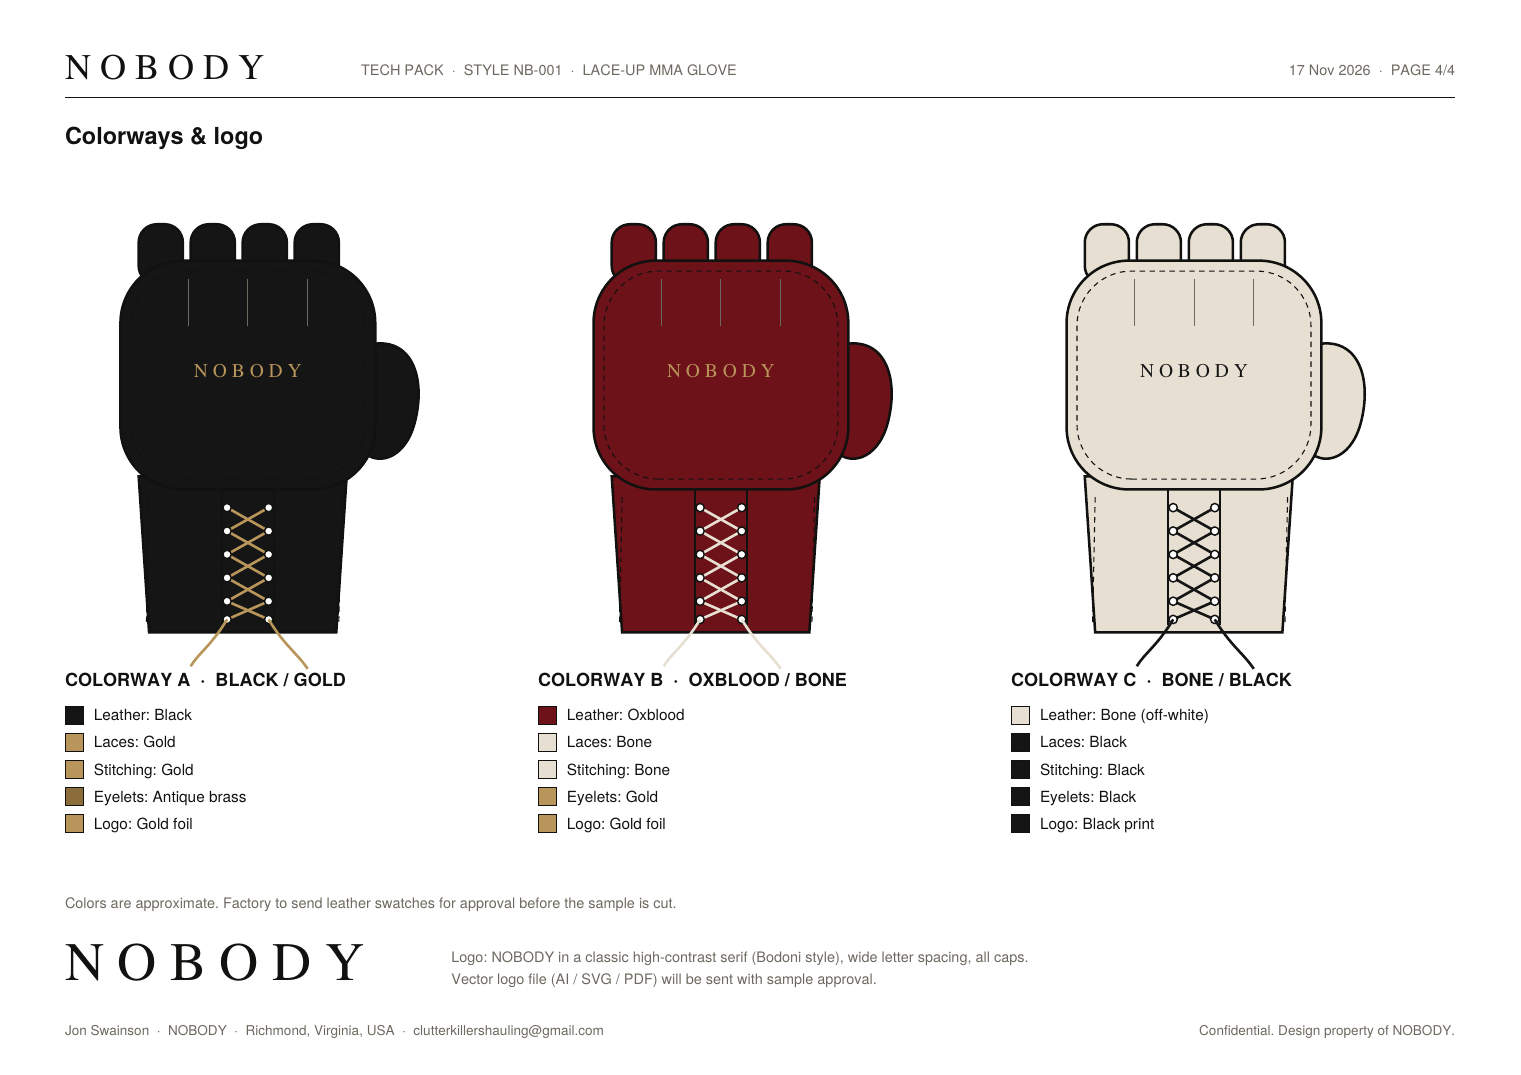 NOBODY
TECH PACK · STYLE NB-001 · LACE-UP MMA GLOVE
17 Nov 2026 · PAGE 4/4
Colorways & logo
NOBODY
NOBODY
NOBODY
COLORWAY A · BLACK / GOLD
Leather: Black
Laces: Gold
Stitching: Gold
Eyelets: Antique brass
Logo: Gold foil
COLORWAY B · OXBLOOD / BONE
Leather: Oxblood
Laces: Bone
Stitching: Bone
Eyelets: Gold
Logo: Gold foil
COLORWAY C · BONE / BLACK
Leather: Bone (off-white)
Laces: Black
Stitching: Black
Eyelets: Black
Logo: Black print
Colors are approximate. Factory to send leather swatches for approval before the sample is cut.
NOBODY
Logo: NOBODY in a classic high-contrast serif (Bodoni style), wide letter spacing, all caps.
Vector logo file (AI / SVG / PDF) will be sent with sample approval.
Jon Swainson · NOBODY · Richmond, Virginia, USA · clutterkillershauling@gmail.com
Confidential. Design property of NOBODY.